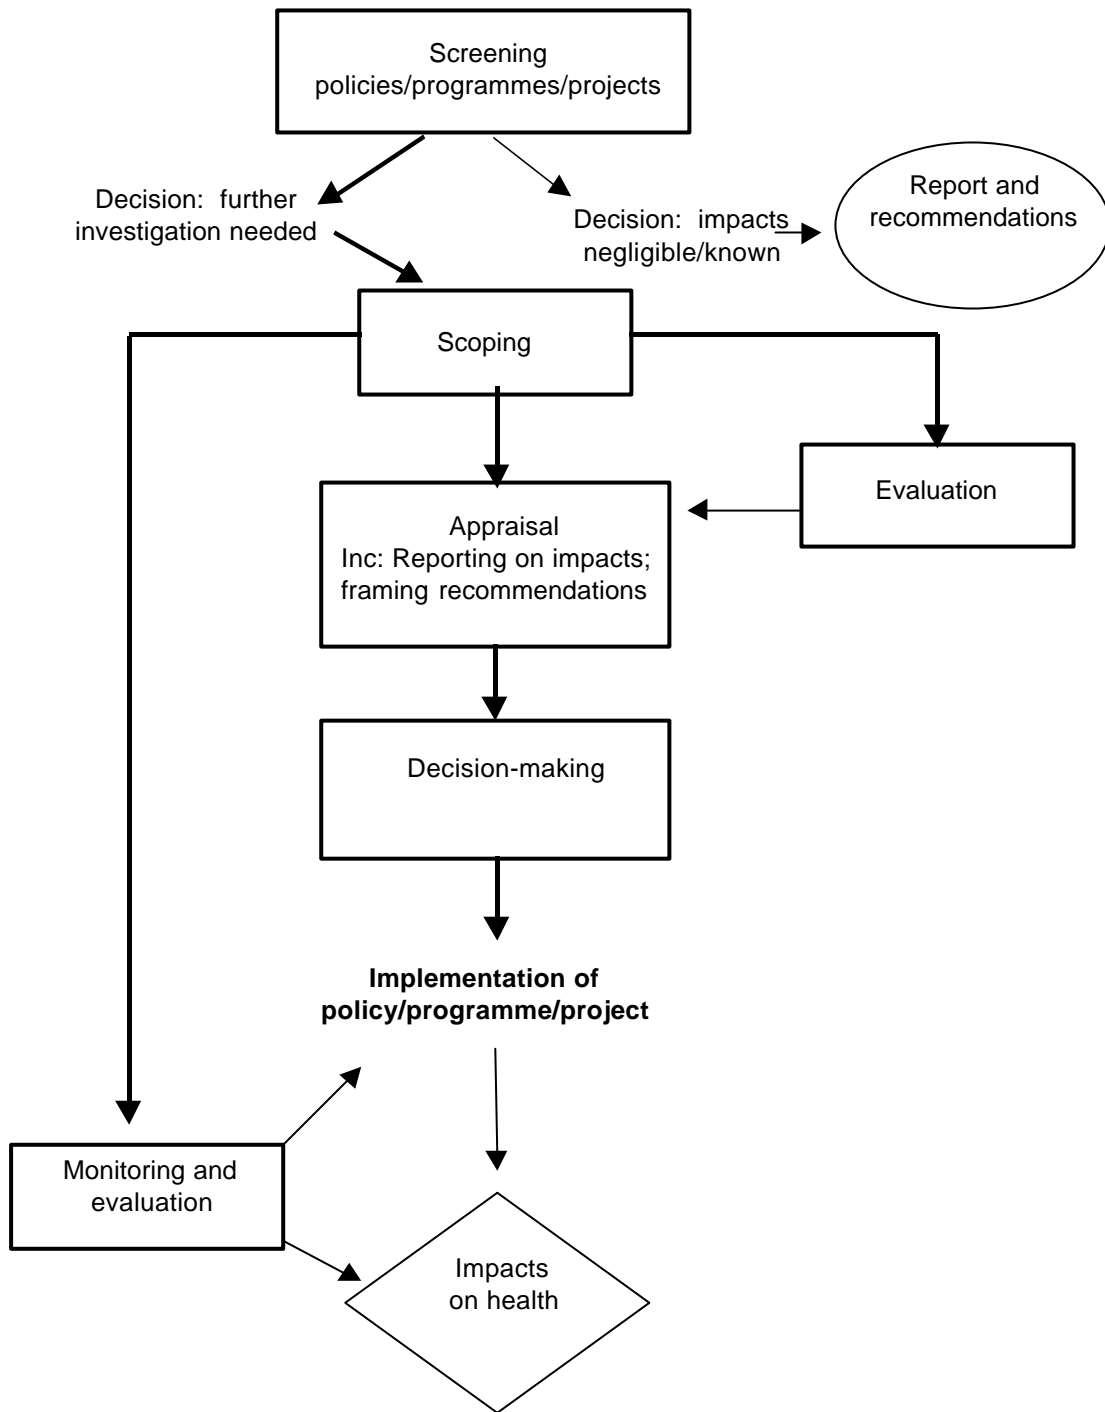 Screening
policies/programmes/projects
Decision: further
investigation needed
Decision: impacts
negligible/known
Report and
recommendations
Scoping
Evaluation
Appraisal
Inc: Reporting on impacts;
framing recommendations
Decision-making
Implementation of
policy/programme/project
Monitoring and
evaluation
Impacts
on health